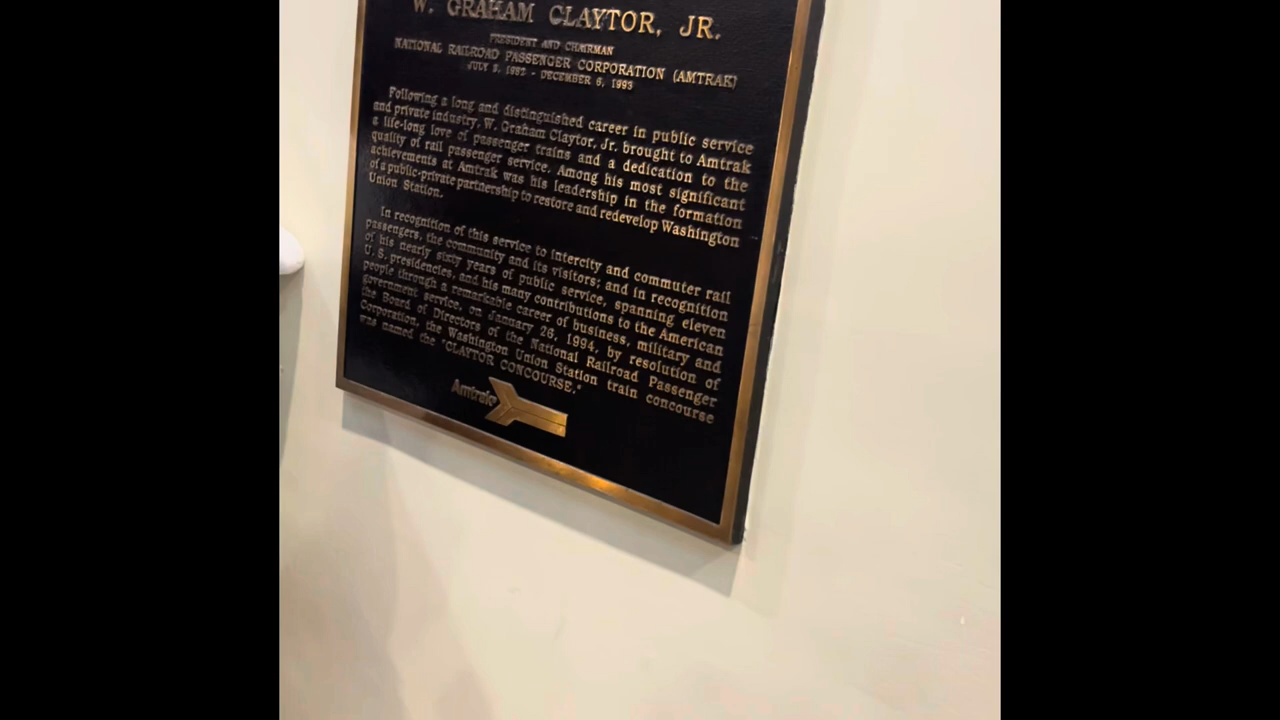 W. GRAHAM CLAYTOR, JR.
PRESIDENT AND CHAIRMAN
NATIONAL RAILROAD PASSENGER CORPORATION (AMTRAK)
JULY 2, 1982 - DECEMBER 6, 1993
Following a long and distinguished career in public service
and private industry, W. Graham Claytor, Jr. brought to Amtrak
a life-long love of passenger trains and a dedication to the
quality of rail passenger service. Among his most significant
achievements at Amtrak was his leadership in the formation
of a public-private partnership to restore and redevelop Washington
Union Station.
In recognition of this service to intercity and commuter rail
passengers, the community and its visitors; and in recognition
of his nearly sixty years of public service, spanning eleven
U. S. presidencies, and his many contributions to the American
people through a remarkable career of business, military and
government service, on January 26, 1994, by resolution of
the Board of Directors of the National Railroad Passenger
Corporation, the Washington Union Station train concourse
was named the "CLAYTOR CONCOURSE."
Amtrak